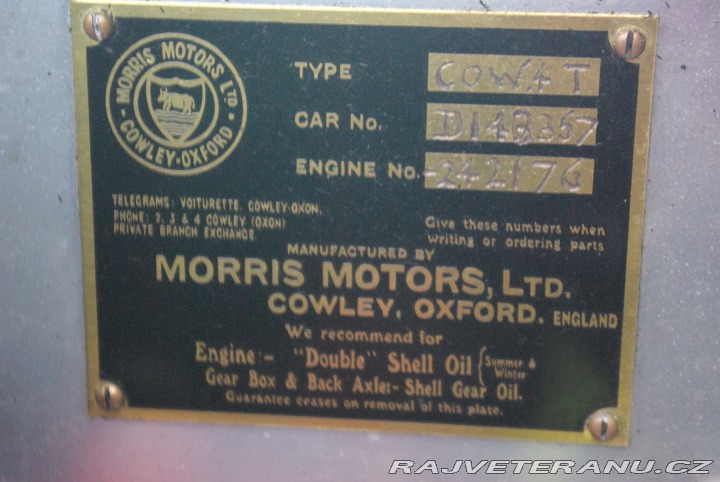 MORRIS MOTORS LTD
COWLEY·OXFORD
TYPE COW.4 T
CAR No. D148357
ENGINE No. -242176
TELEGRAMS: VOITURETTE, COWLEY-OXON.
PHONE: 2, 3 & 4 COWLEY (OXON)
PRIVATE BRANCH EXCHANGE.
Give these numbers when
writing or ordering parts
MANUFACTURED BY
MORRIS MOTORS, LTD.
COWLEY, OXFORD. ENGLAND
We recommend for
Engine:- "Double" Shell Oil { Summer &
Winter
Gear Box & Back Axle:- Shell Gear Oil.
Guarantee ceases on removal of this plate.
RAJVETERANU.CZ